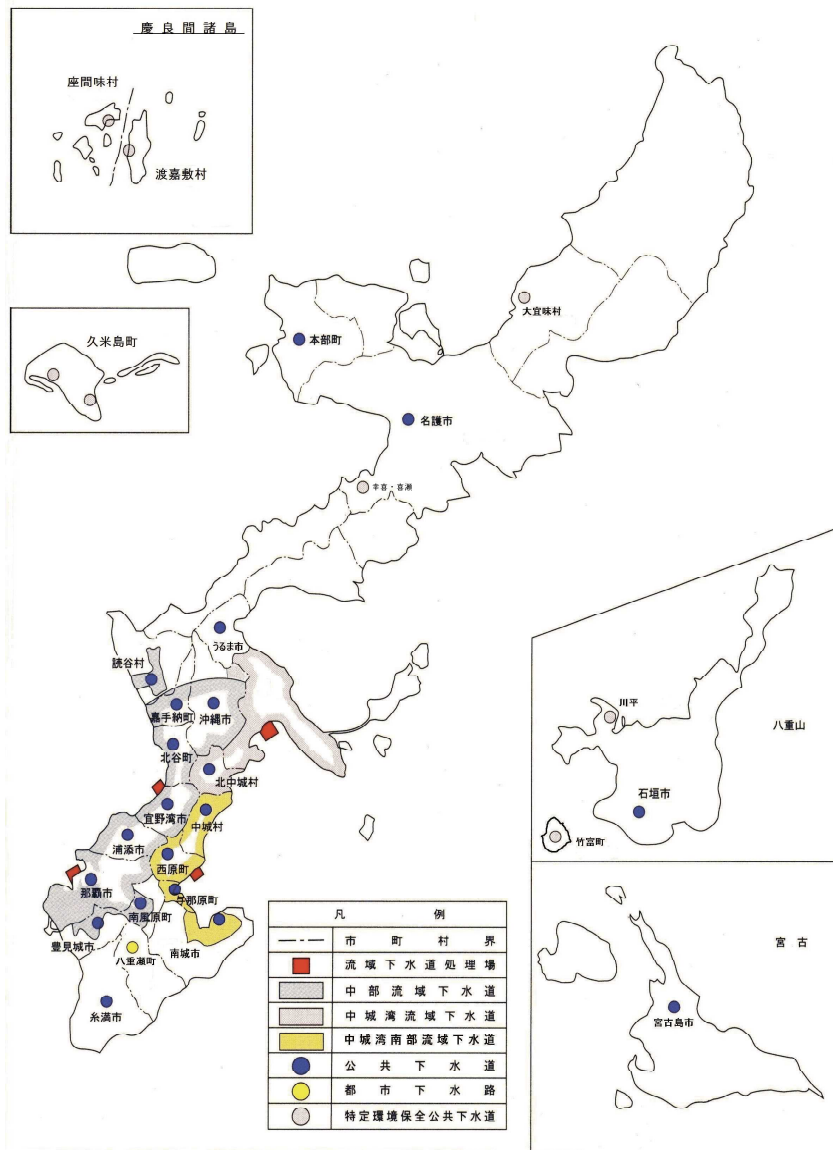 慶良間諸島
座間味村
渡嘉敷村
久米島町
大宜味村
本部町
名護市
幸喜・喜瀬
うるま市
読谷村
嘉手納町
沖縄市
北谷町
北中城村
宜野湾市
中城村
浦添市
西原町
那覇市
与那原町
南風原町
豊見城市
南城市
八重瀬町
糸満市
川平
八重山
石垣市
竹富町
宮古
宮古島市
凡例
市町村界
流域下水道処理場
中部流域下水道
中城湾流域下水道
中城湾南部流域下水道
公共下水道
都市下水路
特定環境保全公共下水道